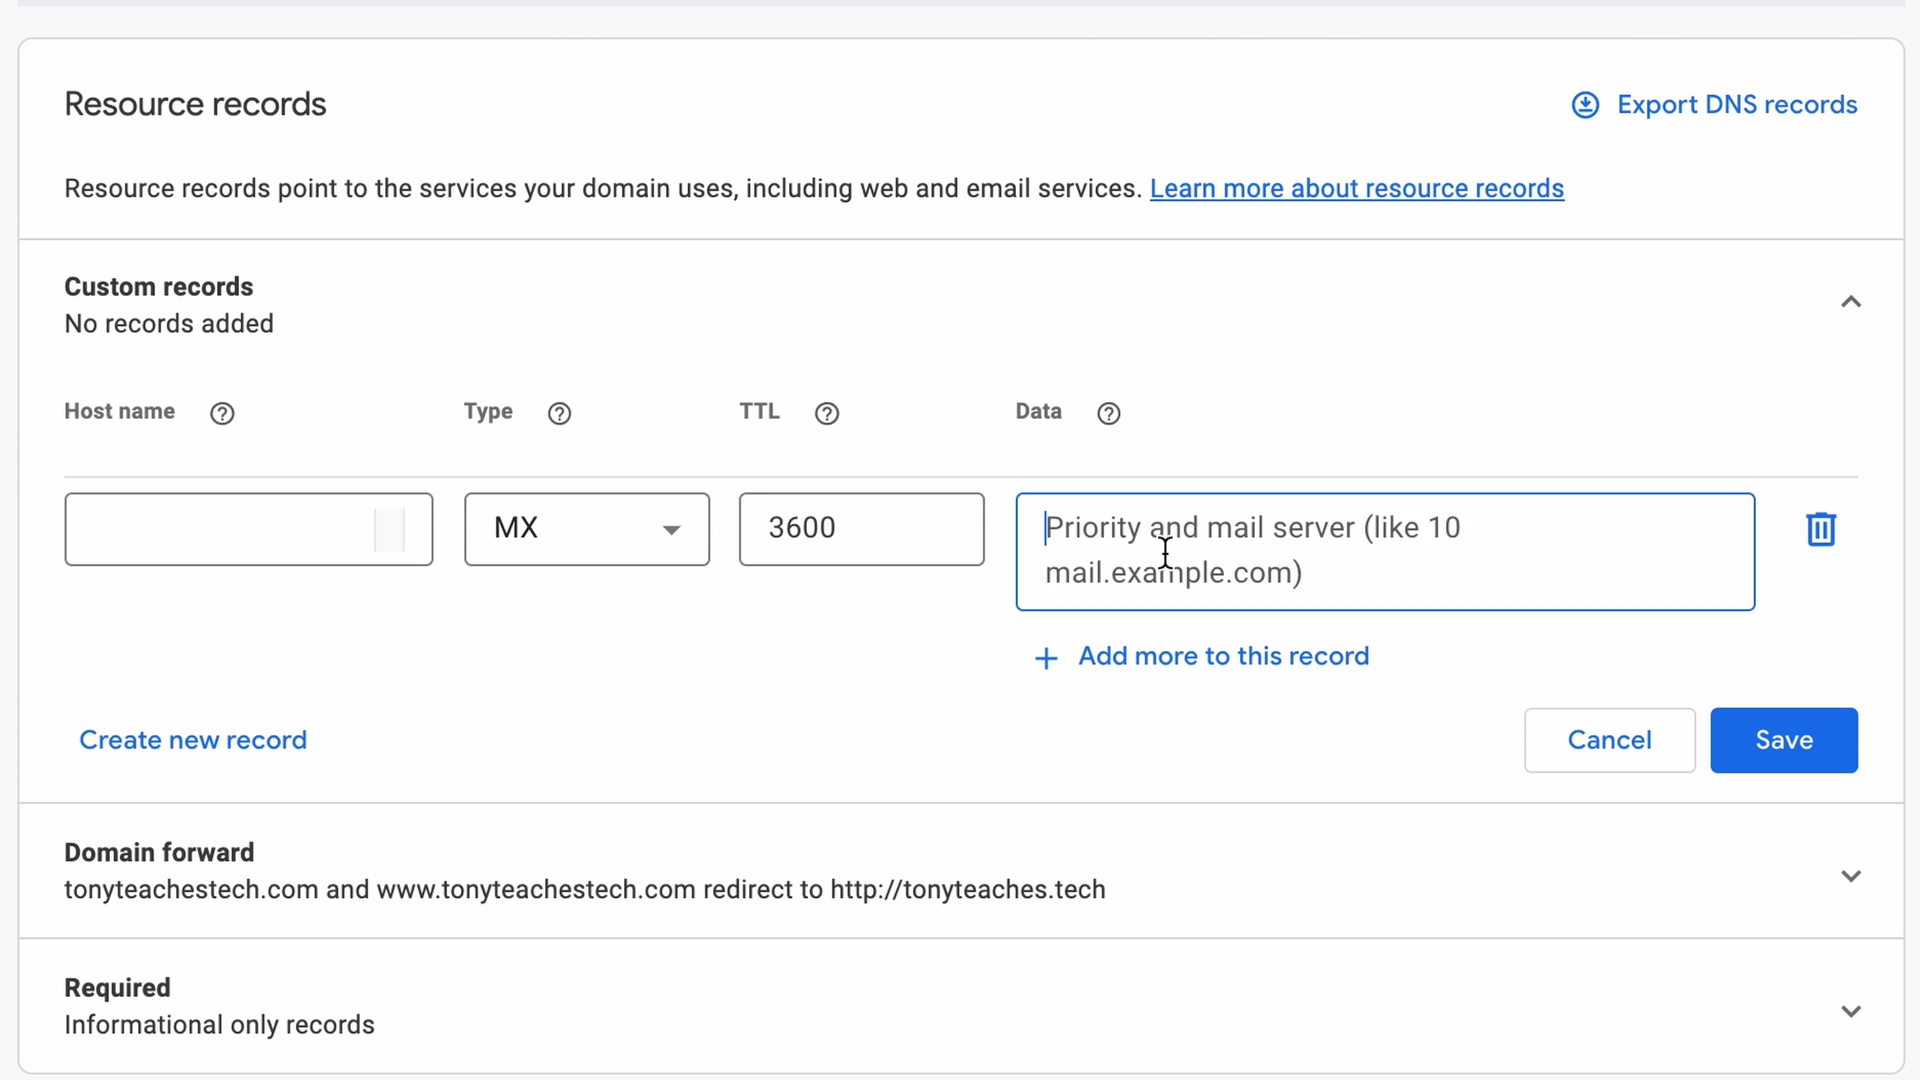 Resource records
Export DNS records
Resource records point to the services your domain uses, including web and email services. Learn more about resource records
Custom records
No records added
Host name
Type
TTL
Data
MX
3600
Priority and mail server (like 10
mail.example.com)
Add more to this record
Create new record
Cancel
Save
Domain forward
tonyteachestech.com and www.tonyteachestech.com redirect to http://tonyteaches.tech
Required
Informational only records